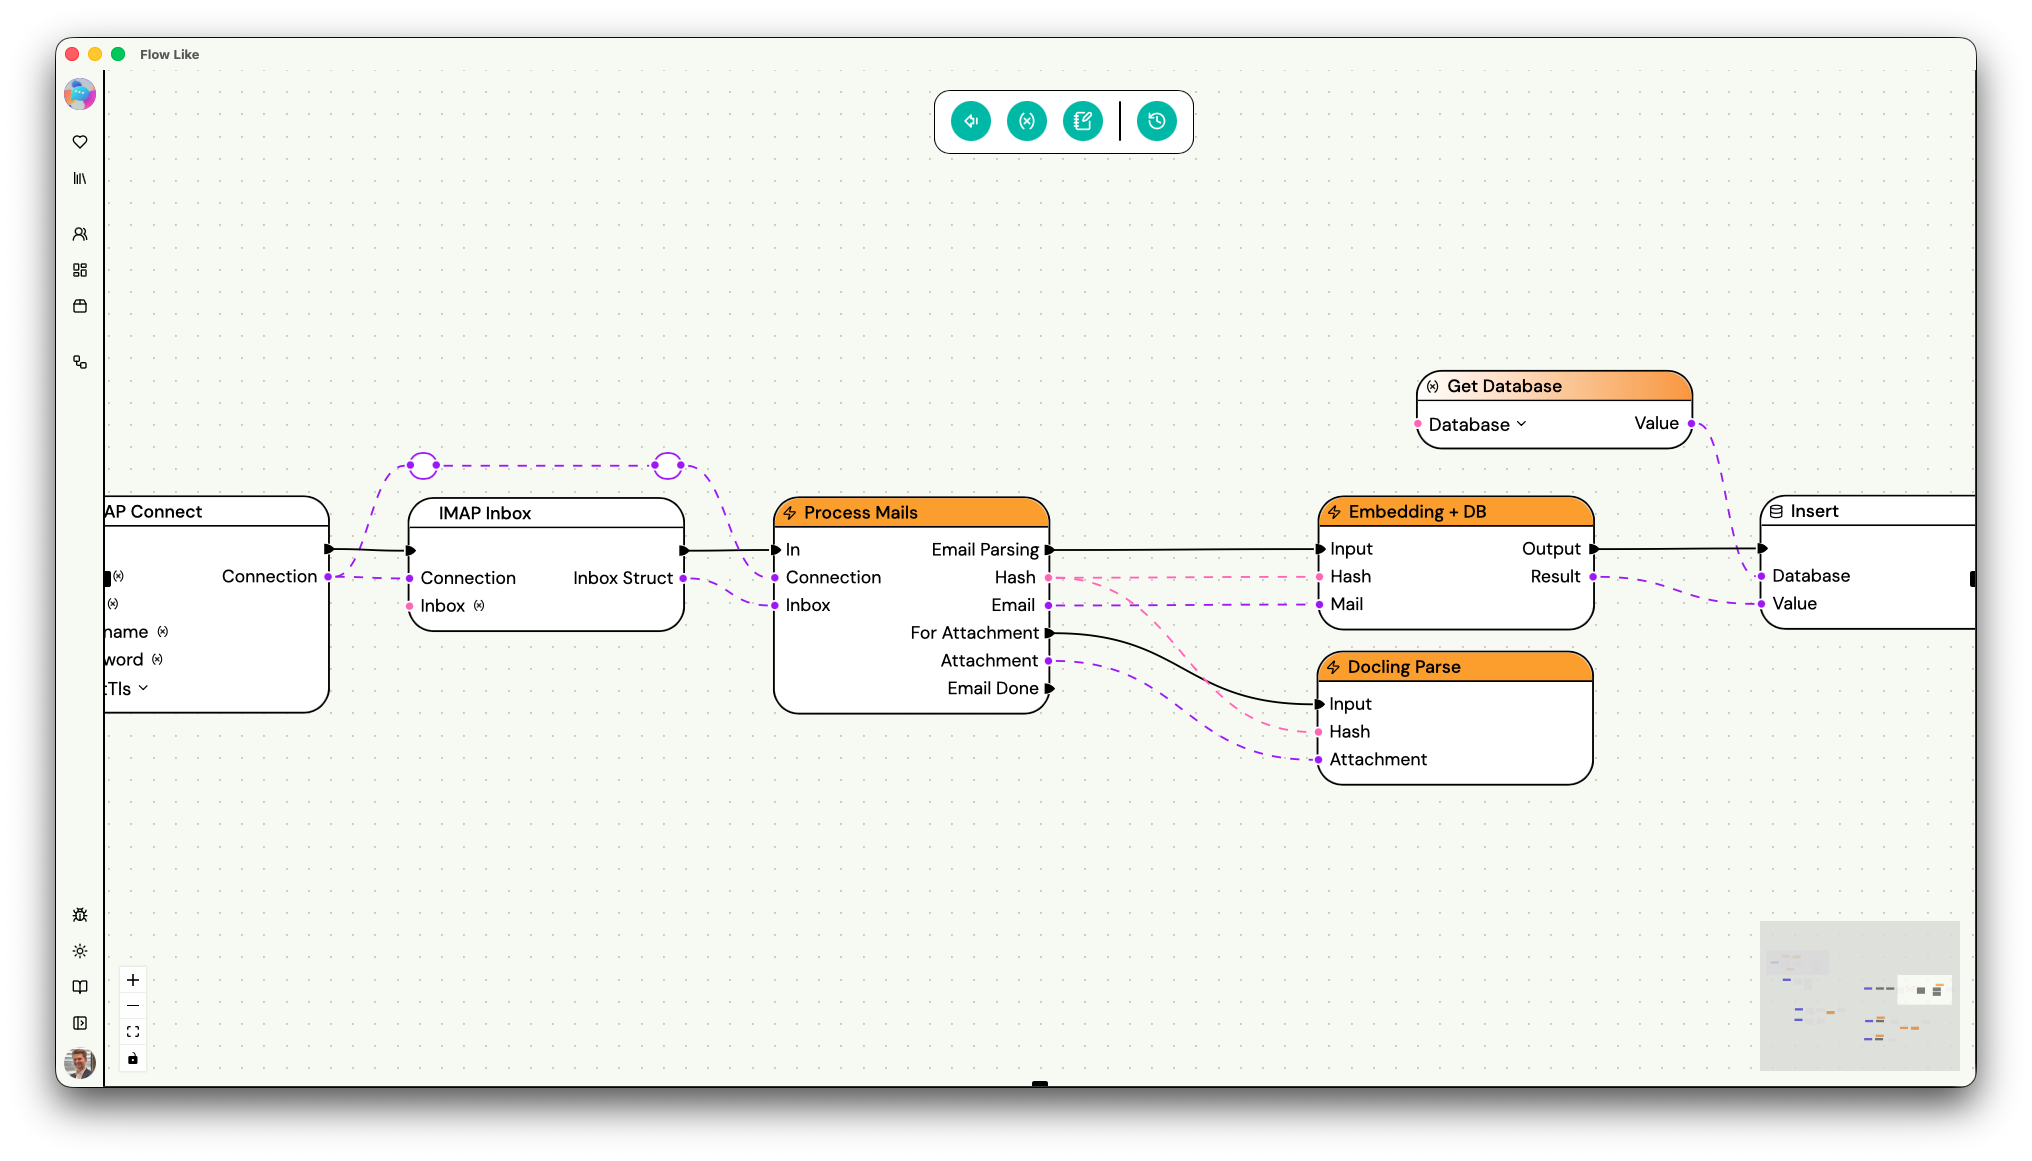 Flow Like
Get Database
Database
Value
AP Connect
Connection
name
word
tTls
IMAP Inbox
Connection
Inbox Struct
Inbox
Process Mails
In
Email Parsing
Connection
Hash
Inbox
Email
For Attachment
Attachment
Email Done
Embedding + DB
Input
Output
Hash
Result
Mail
Docling Parse
Input
Hash
Attachment
Insert
Database
Value